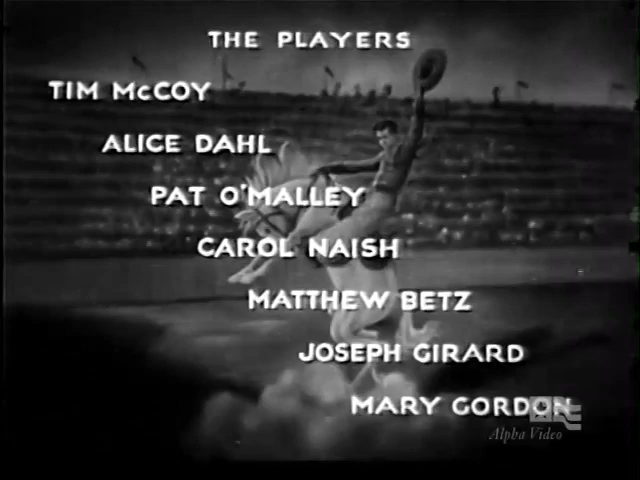 THE PLAYERS
TIM McCOY
ALICE DAHL
PAT O'MALLEY
CAROL NAISH
MATTHEW BETZ
JOSEPH GIRARD
MARY GORDON
Alpha Video